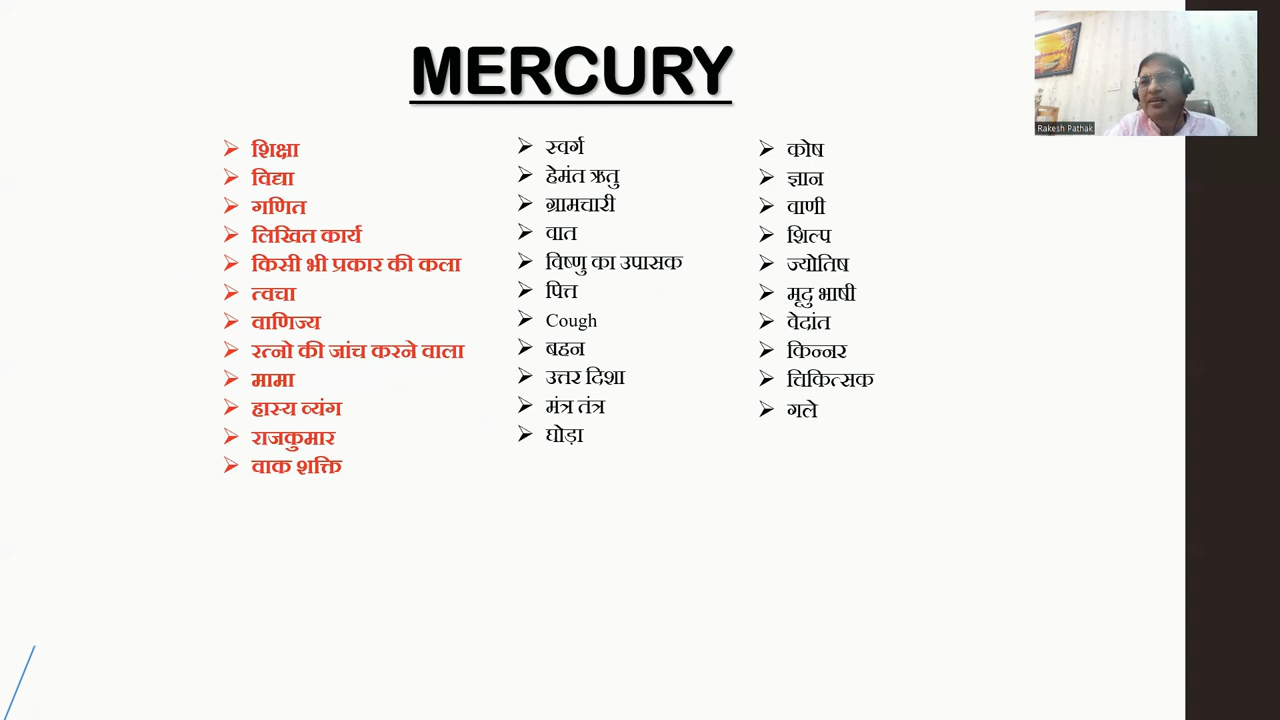 MERCURY
शिक्षा
विद्या
गणित
लिखित कार्य
किसी भी प्रकार की कला
त्वचा
वाणिज्य
रत्नो की जांच करने वाला
मामा
हास्य व्यंग
राजकुमार
वाक शक्ति
स्वर्ग
हेमंत ऋतु
ग्रामचारी
वात
विष्णु का उपासक
पित्त
Cough
बहन
उत्तर दिशा
मंत्र तंत्र
घोड़ा
कोष
ज्ञान
वाणी
शिल्प
ज्योतिष
मृदु भाषी
वेदांत
किन्नर
चिकित्सक
गले
Rakesh Pathak